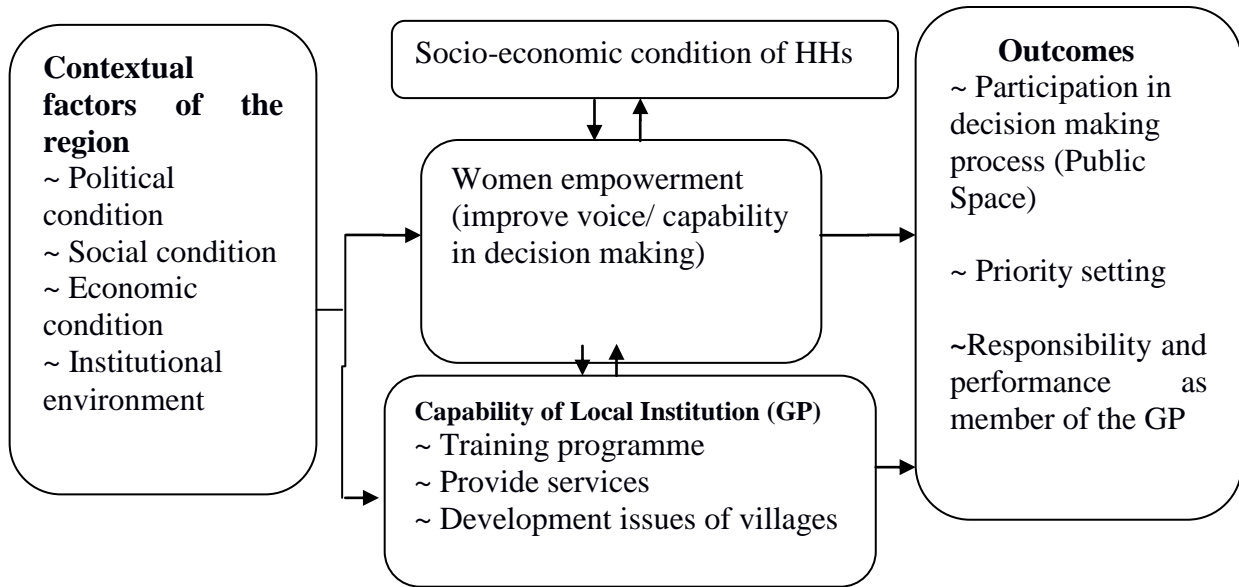 Contextual
factors of the
region
~ Political
condition
~ Social condition
~ Economic
condition
~ Institutional
environment
Socio-economic condition of HHs
Women empowerment
(improve voice/ capability
in decision making)
Capability of Local Institution (GP)
~ Training programme
~ Provide services
~ Development issues of villages
Outcomes
~ Participation in
decision making
process (Public
Space)
~ Priority setting
~Responsibility and
performance as
member of the GP